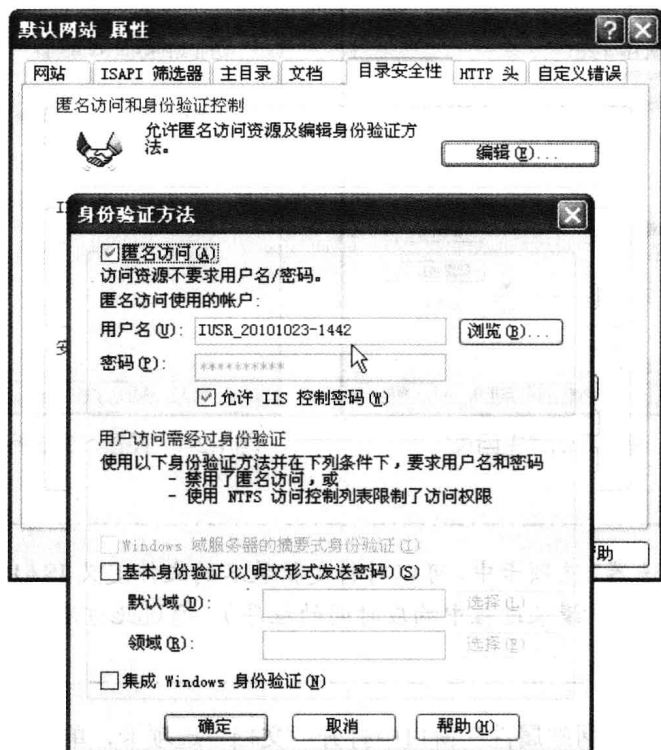 默认网站 属性
网站 ISAPI 筛选器 主目录 文档 目录安全性 HTTP 头 自定义错误
匿名访问和身份验证控制
允许匿名访问资源及编辑身份验证方法。
编辑(E)...
身份验证方法
匿名访问(A)
访问资源不要求用户名/密码。
匿名访问使用的帐户:
用户名(U): IUSR_20101023-1442 浏览(B)...
密码(P): **********
允许 IIS 控制密码(W)
用户访问需经过身份验证
使用以下身份验证方法并在下列条件下，要求用户名和密码
- 禁用了匿名访问，或
- 使用 NTFS 访问控制列表限制了访问权限
Windows 域服务器的摘要式身份验证(I)
基本身份验证(以明文形式发送密码)(S)
默认域(D): 选择(L)
领域(R): 选择(E)
集成 Windows 身份验证(N)
确定 取消 帮助(H)
助